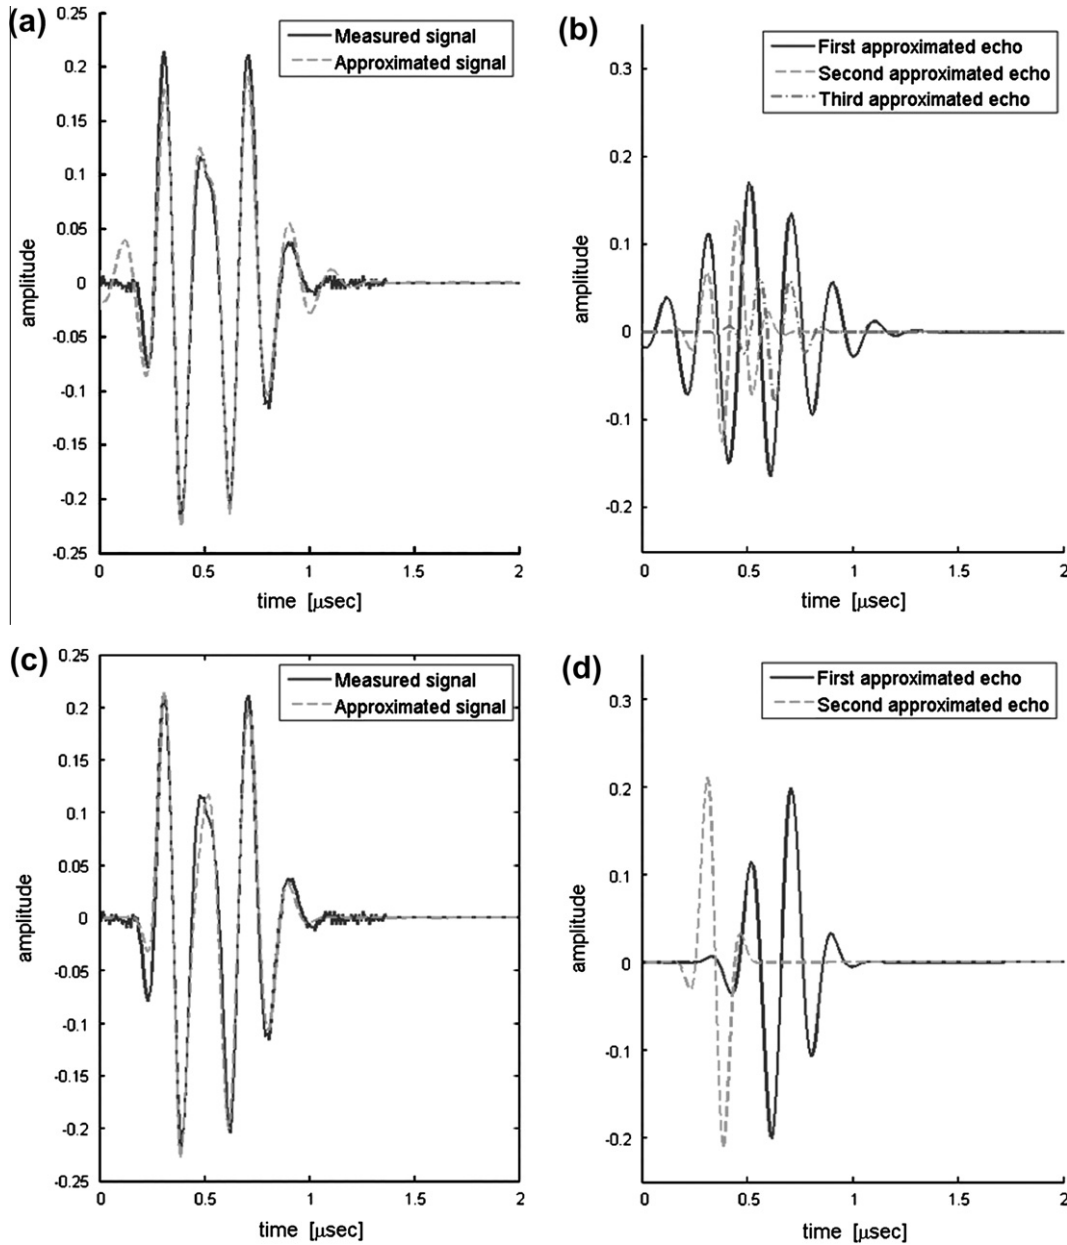 (a)
Measured signal
Approximated signal
0.25
0.2
0.15
0.1
0.05
0
-0.05
-0.1
-0.15
-0.2
-0.25
amplitude
0
0.5
1
1.5
2
time [μsec]
(b)
First approximated echo
Second approximated echo
Third approximated echo
0.3
0.2
0.1
0
-0.1
-0.2
amplitude
0
0.5
1
1.5
2
time [μsec]
(c)
Measured signal
Approximated signal
0.25
0.2
0.15
0.1
0.05
0
-0.05
-0.1
-0.15
-0.2
-0.25
amplitude
0
0.5
1
1.5
2
time [μsec]
(d)
First approximated echo
Second approximated echo
0.3
0.2
0.1
0
-0.1
-0.2
amplitude
0
0.5
1
1.5
2
time [μsec]